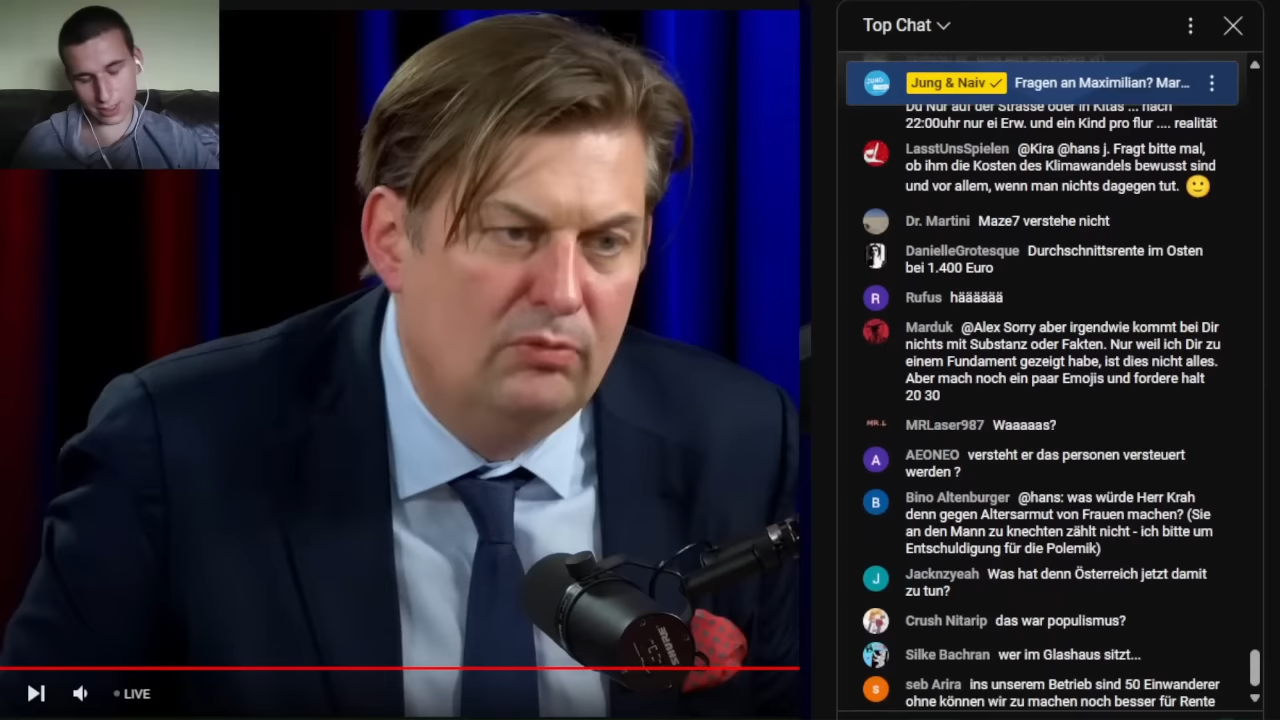 Top Chat
Jung & Naiv Fragen an Maximilian? Mar...
Du Nur auf der Strasse oder in Kitas ... nach
22:00uhr nur ei Erw. und ein Kind pro flur .... realität
LasstUnsSpielen @Kira @hans j. Fragt bitte mal,
ob ihm die Kosten des Klimawandels bewusst sind
und vor allem, wenn man nichts dagegen tut. 🙂
Dr. Martini Maze7 verstehe nicht
DanielleGrotesque Durchschnittsrente im Osten
bei 1.400 Euro
R Rufus hääääää
Marduk @Alex Sorry aber irgendwie kommt bei Dir
nichts mit Substanz oder Fakten. Nur weil ich Dir zu
einem Fundament gezeigt habe, ist dies nicht alles.
Aber mach noch ein paar Emojis und fordere halt
20 30
MR.L MRLaser987 Waaaaas?
A AEONEO versteht er das personen versteuert
werden ?
B Bino Altenburger @hans: was würde Herr Krah
denn gegen Altersarmut von Frauen machen? (Sie
an den Mann zu knechten zählt nicht - ich bitte um
Entschuldigung für die Polemik)
J Jacknzyeah Was hat denn Österreich jetzt damit
zu tun?
Crush Nitarip das war populismus?
Silke Bachran wer im Glashaus sitzt...
s seb Arira ins unserem Betrieb sind 50 Einwanderer
ohne können wir zu machen noch besser für Rente
SHURE
LIVE